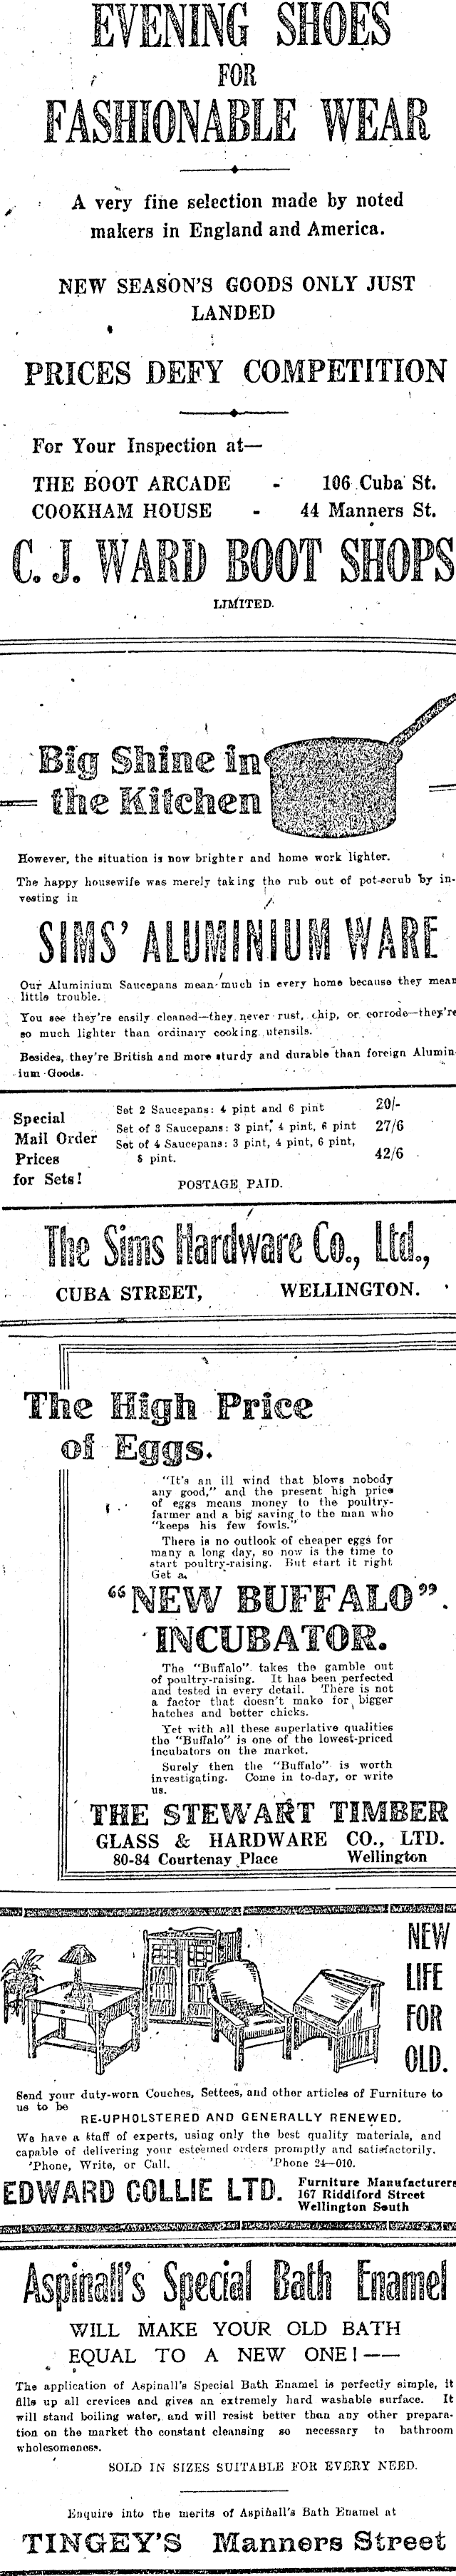 EVENING SHOES
FOR
FASHIONABLE WEAR
A very fine selection made by noted
makers in England and America.
NEW SEASON'S GOODS ONLY JUST
LANDED
PRICES DEFY COMPETITION
For Your Inspection at—
THE BOOT ARCADE - 106 Cuba St.
COOKHAM HOUSE - 44 Manners St.
C. J. WARD BOOT SHOPS
LIMITED.
Big Shine in
the Kitchen
However, the situation is now brighter and home work lighter.
The happy housewife was merely taking the rub out of pot-scrub by in-
vesting in
SIMS' ALUMINIUM WARE
Our Aluminium Saucepans mean much in every home because they mean
little trouble.
You see they're easily cleaned—they never rust, chip, or corrode—they're
so much lighter than ordinary cooking utensils.
Besides, they're British and more sturdy and durable than foreign Alumin-
ium Goods.
Special
Mail Order
Prices
for Sets!
Set 2 Saucepans: 4 pint and 6 pint 20/-
Set of 3 Saucepans: 3 pint, 4 pint, 6 pint 27/6
Set of 4 Saucepans: 3 pint, 4 pint, 6 pint,
8 pint. 42/6
POSTAGE PAID.
The Sims Hardware Co., Ltd.,
CUBA STREET, WELLINGTON.
The High Price
of Eggs.
"It's an ill wind that blows nobody
any good," and the present high price
of eggs means money to the poultry-
farmer and a big saving to the man who
"keeps his few fowls."
There is no outlook of cheaper eggs for
many a long day, so now is the time to
start poultry-raising. But start it right.
Get a
"NEW BUFFALO".
INCUBATOR.
The "Buffalo" takes the gamble out
of poultry-raising. It has been perfected
and tested in every detail. There is not
a factor that doesn't make for bigger
hatches and better chicks.
Yet with all these superlative qualities
the "Buffalo" is one of the lowest-priced
incubators on the market.
Surely then the "Buffalo" is worth
investigating. Come in to-day, or write
us.
THE STEWART TIMBER
GLASS & HARDWARE CO., LTD.
80-84 Courtenay Place Wellington
NEW
LIFE
FOR
OLD.
Send your duty-worn Couches, Settees, and other articles of Furniture to
us to be
RE-UPHOLSTERED AND GENERALLY RENEWED.
We have a staff of experts, using only the best quality materials, and
capable of delivering your esteemed orders promptly and satisfactorily.
'Phone, Write, or Call. 'Phone 24—010.
EDWARD COLLIE LTD.
Furniture Manufacturers
167 Riddiford Street
Wellington South
Aspinall's Special Bath Enamel
WILL MAKE YOUR OLD BATH
EQUAL TO A NEW ONE!——
The application of Aspinall's Special Bath Enamel is perfectly simple, it
fills up all crevices and gives an extremely hard washable surface. It
will stand boiling water, and will resist better than any other prepara-
tion on the market the constant cleansing so necessary to bathroom
wholesomeness.
SOLD IN SIZES SUITABLE FOR EVERY NEED.
Enquire into the merits of Aspinall's Bath Enamel at
TINGEY'S Manners Street